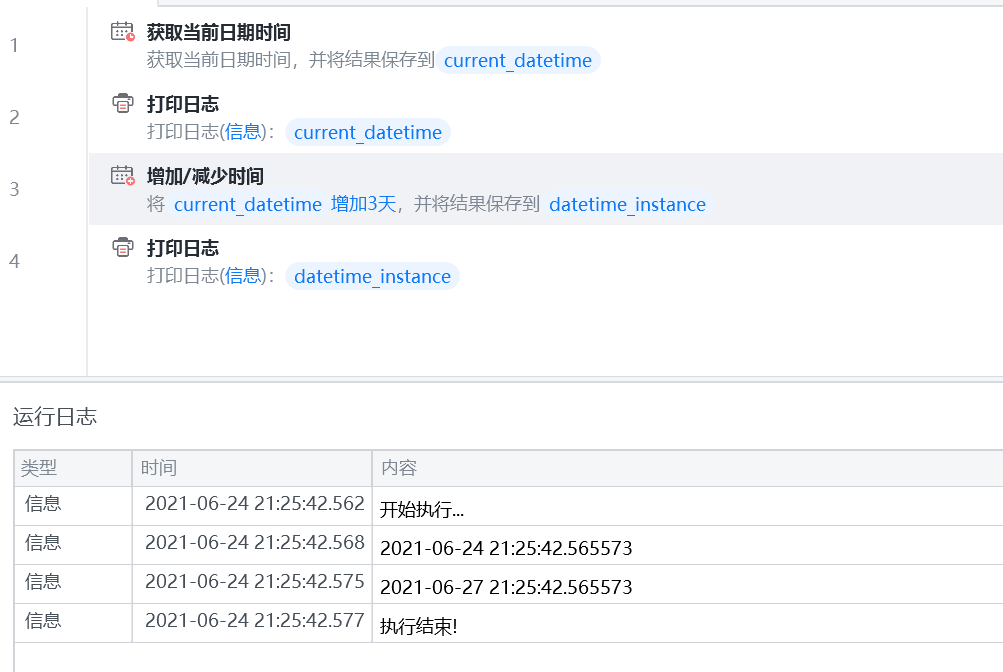 1
获取当前日期时间
获取当前日期时间，并将结果保存到 current_datetime
2
打印日志
打印日志(信息)： current_datetime
3
增加/减少时间
将 current_datetime 增加3天，并将结果保存到 datetime_instance
4
打印日志
打印日志(信息)： datetime_instance
运行日志
类型 时间 内容
信息 2021-06-24 21:25:42.562 开始执行...
信息 2021-06-24 21:25:42.568 2021-06-24 21:25:42.565573
信息 2021-06-24 21:25:42.575 2021-06-27 21:25:42.565573
信息 2021-06-24 21:25:42.577 执行结束!